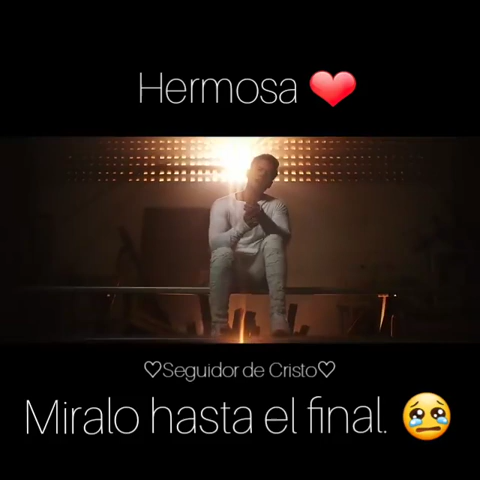 Hermosa ❤
♡Seguidor de Cristo♡
Miralo hasta el final. 😢